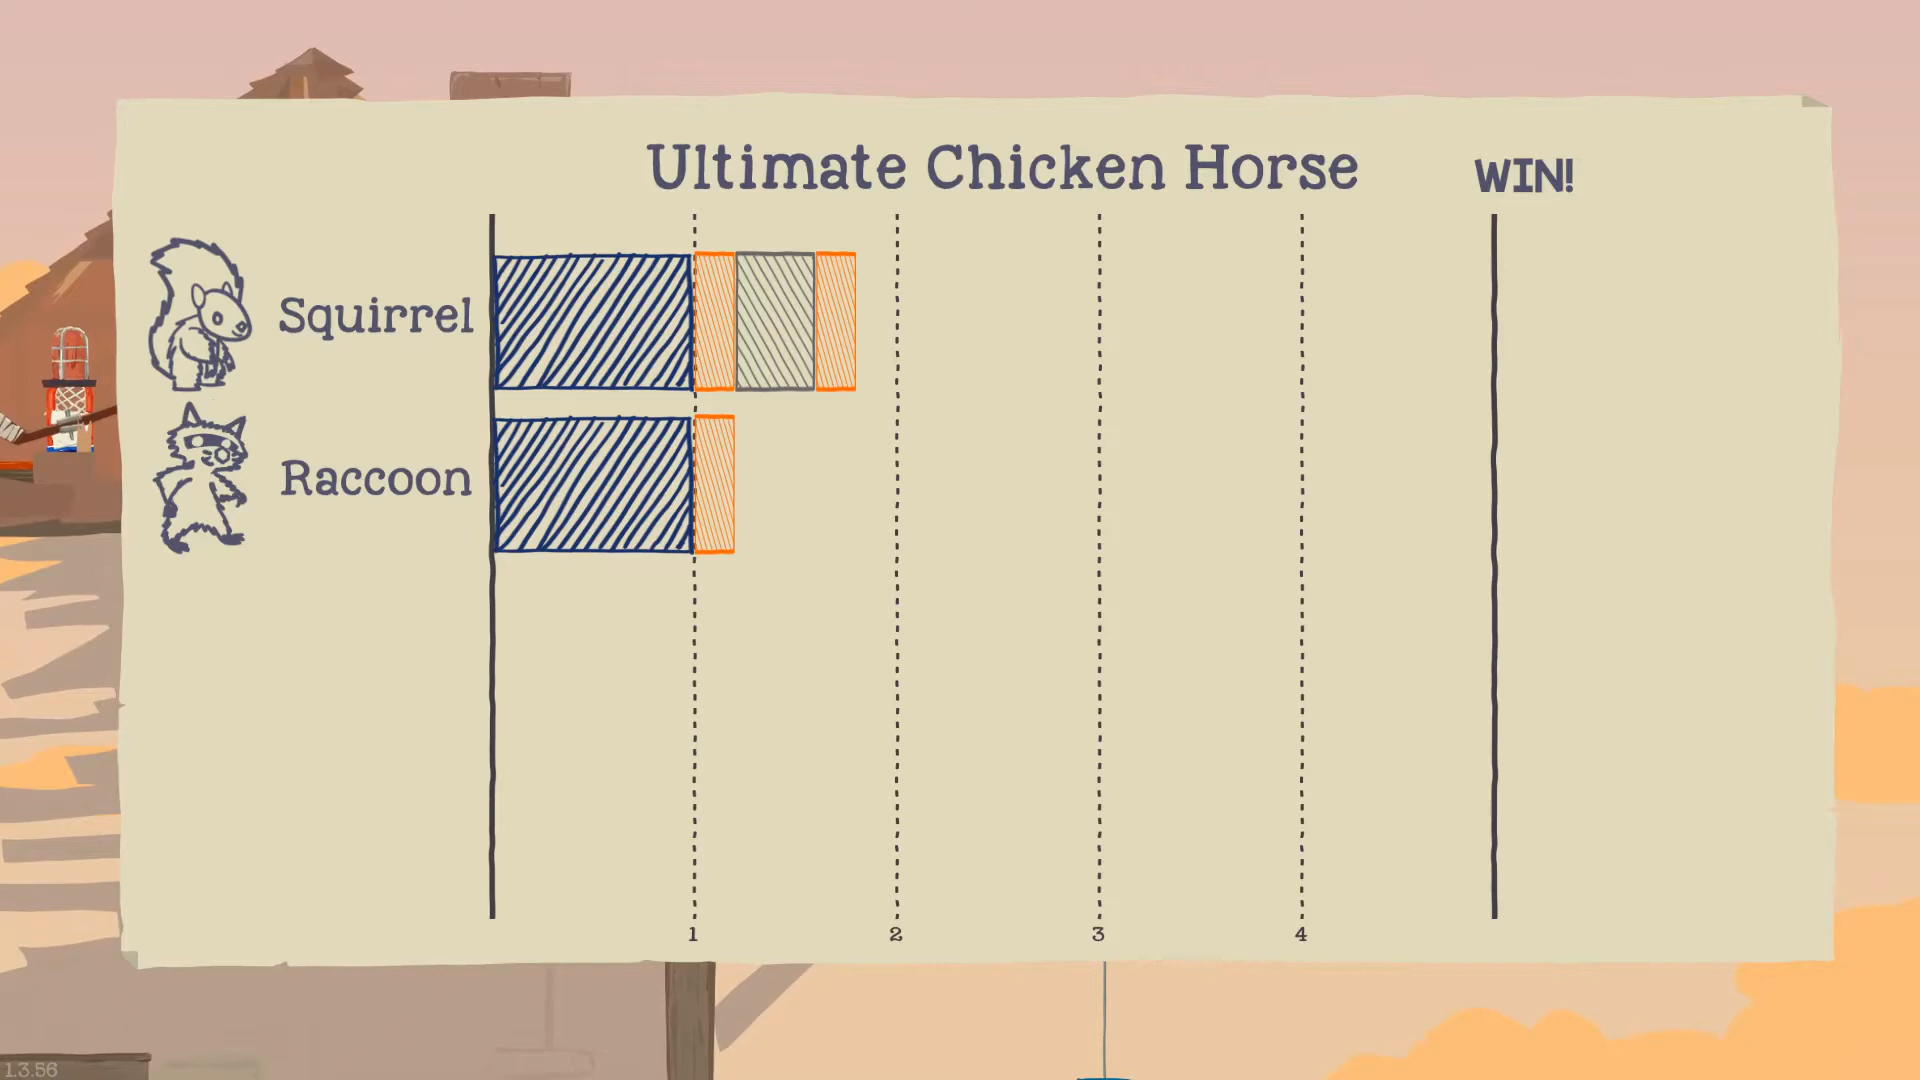 Ultimate Chicken Horse
WIN!
Squirrel
Raccoon
1 2 3 4
1.3.56